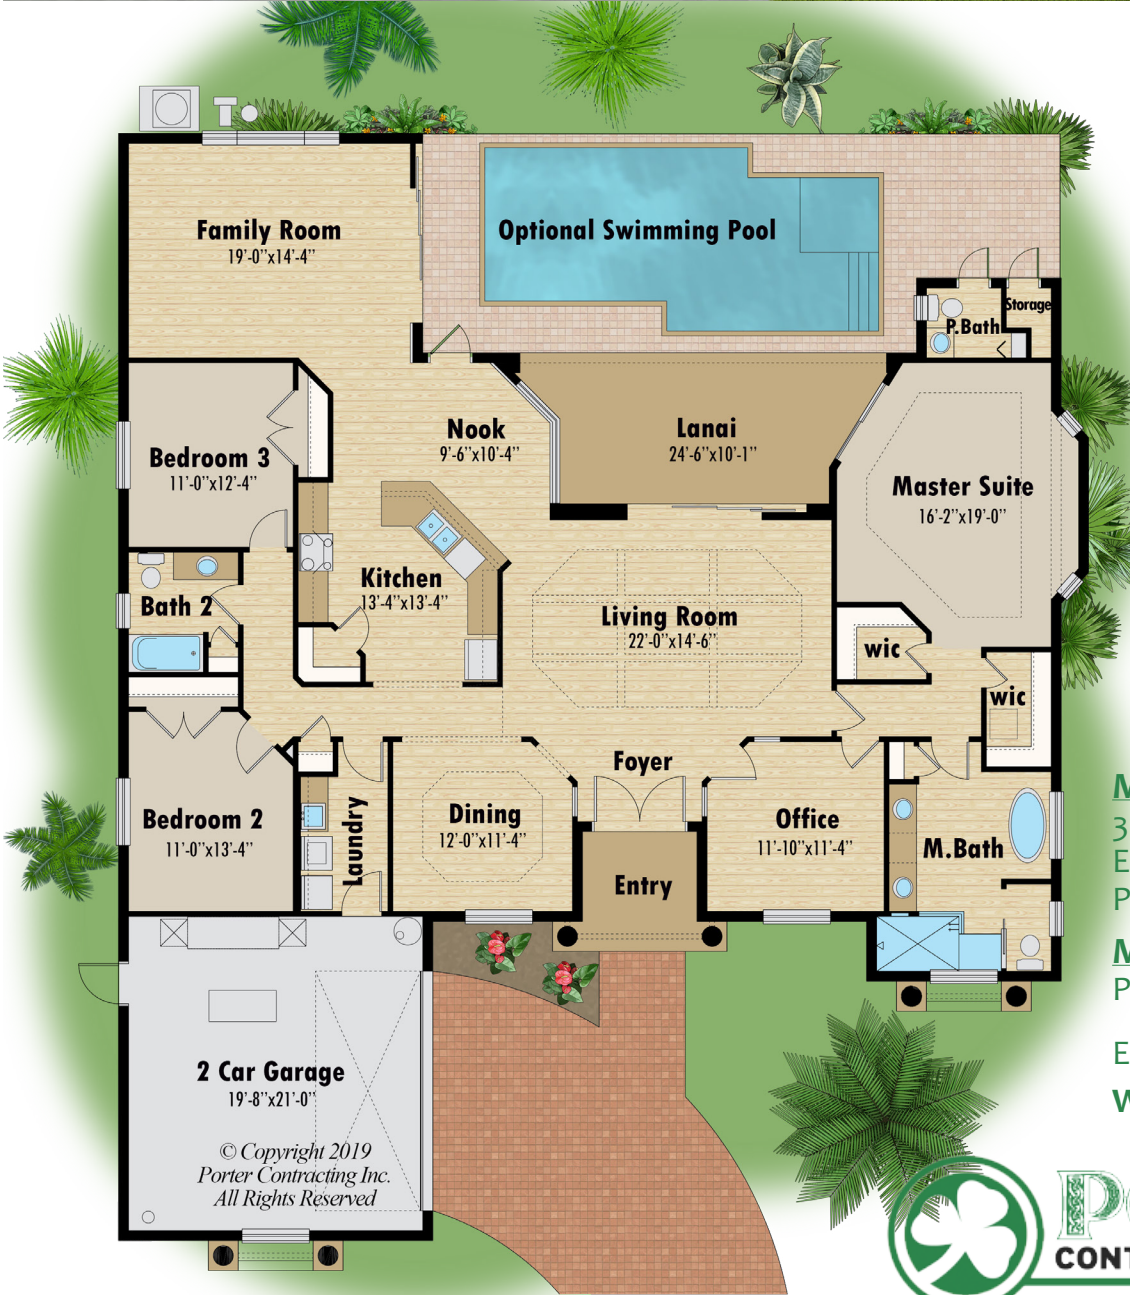 Family Room
19'-0"x14'-4"
Optional Swimming Pool
Storage
P.Bath
Bedroom 3
11'-0"x12'-4"
Nook
9'-6"x10'-4"
Lanai
24'-6"x10'-1"
Master Suite
16'-2"x19'-0"
Kitchen
13'-4"x13'-4"
Bath 2
Living Room
22'-0"x14'-6"
wic
wic
Foyer
Bedroom 2
11'-0"x13'-4"
Laundry
Dining
12'-0"x11'-4"
Office
11'-10"x11'-4"
M.Bath
Entry
2 Car Garage
19'-8"x21'-0"
© Copyright 2019
Porter Contracting Inc.
All Rights Reserved
M
3
E
P
M
P
E
W
P
CONT